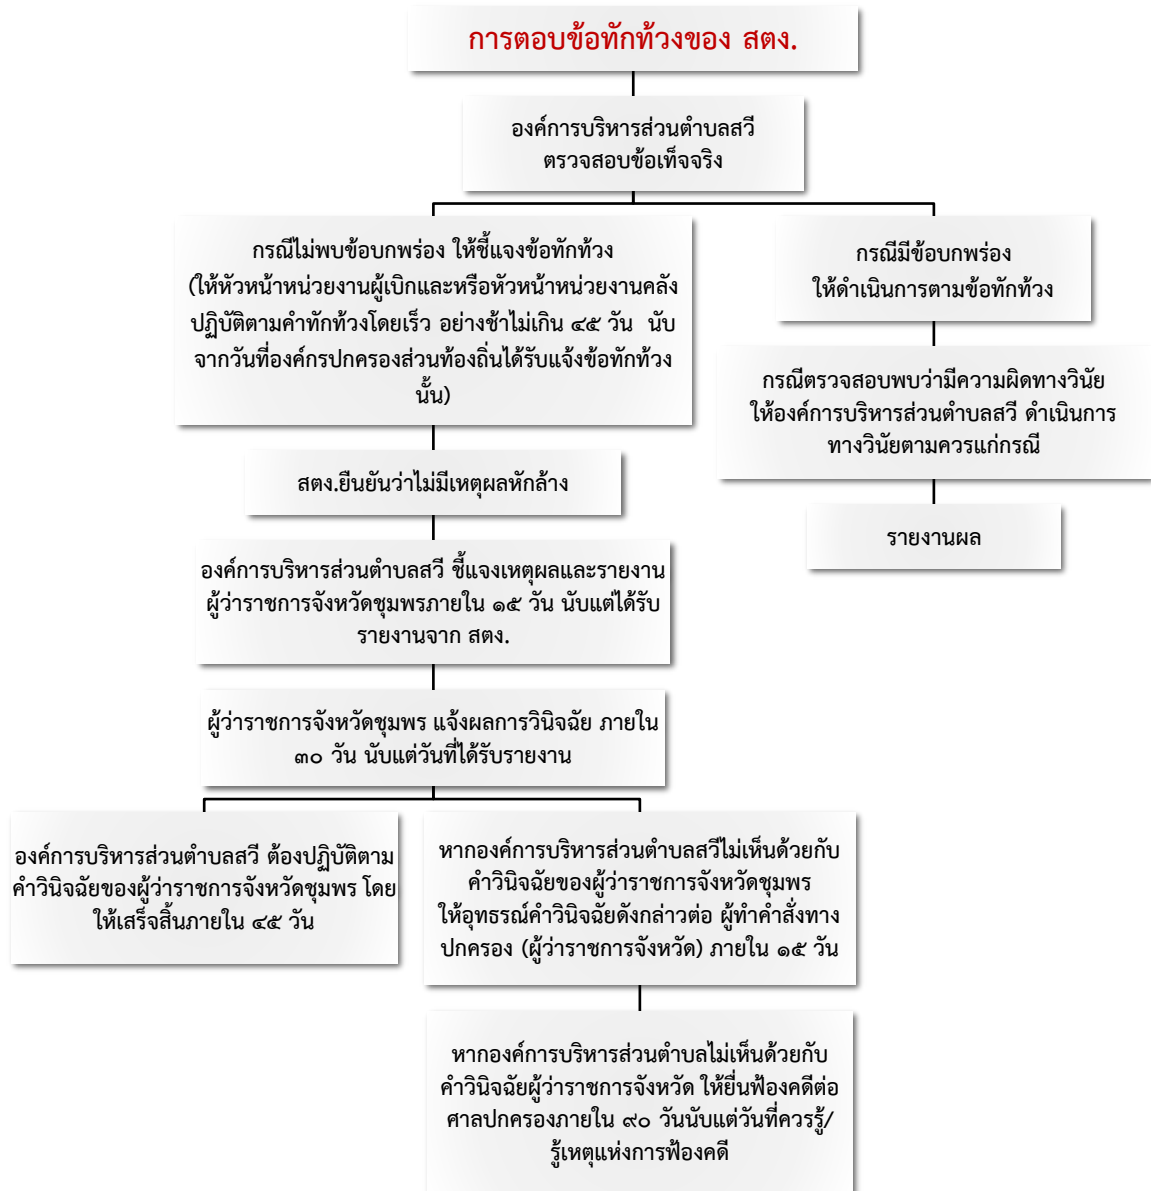 การตอบข้อทักท้วงของ สตง.
องค์การบริหารส่วนตำบลสวี
ตรวจสอบข้อเท็จจริง
กรณีไม่พบข้อบกพร่อง ให้ชี้แจงข้อทักท้วง
(ให้หัวหน้าหน่วยงานผู้เบิกและหรือหัวหน้าหน่วยงานคลัง
ปฏิบัติตามคำทักท้วงโดยเร็ว อย่างช้าไม่เกิน ๔๕ วัน นับ
จากวันที่องค์กรปกครองส่วนท้องถิ่นได้รับแจ้งข้อทักท้วง
นั้น)
กรณีมีข้อบกพร่อง
ให้ดำเนินการตามข้อทักท้วง
กรณีตรวจสอบพบว่ามีความผิดทางวินัย
ให้องค์การบริหารส่วนตำบลสวี ดำเนินการ
ทางวินัยตามควรแก่กรณี
สตง.ยืนยันว่าไม่มีเหตุผลหักล้าง
รายงานผล
องค์การบริหารส่วนตำบลสวี ชี้แจงเหตุผลและรายงาน
ผู้ว่าราชการจังหวัดชุมพรภายใน ๑๕ วัน นับแต่ได้รับ
รายงานจาก สตง.
ผู้ว่าราชการจังหวัดชุมพร แจ้งผลการวินิจฉัย ภายใน
๓๐ วัน นับแต่วันที่ได้รับรายงาน
องค์การบริหารส่วนตำบลสวี ต้องปฏิบัติตาม
คำวินิจฉัยของผู้ว่าราชการจังหวัดชุมพร โดย
ให้เสร็จสิ้นภายใน ๔๕ วัน
หากองค์การบริหารส่วนตำบลสวีไม่เห็นด้วยกับ
คำวินิจฉัยของผู้ว่าราชการจังหวัดชุมพร
ให้อุทธรณ์คำวินิจฉัยดังกล่าวต่อ ผู้ทำคำสั่งทาง
ปกครอง (ผู้ว่าราชการจังหวัด) ภายใน ๑๕ วัน
หากองค์การบริหารส่วนตำบลไม่เห็นด้วยกับ
คำวินิจฉัยผู้ว่าราชการจังหวัด ให้ยื่นฟ้องคดีต่อ
ศาลปกครองภายใน ๙๐ วันนับแต่วันที่ควรรู้/
รู้เหตุแห่งการฟ้องคดี